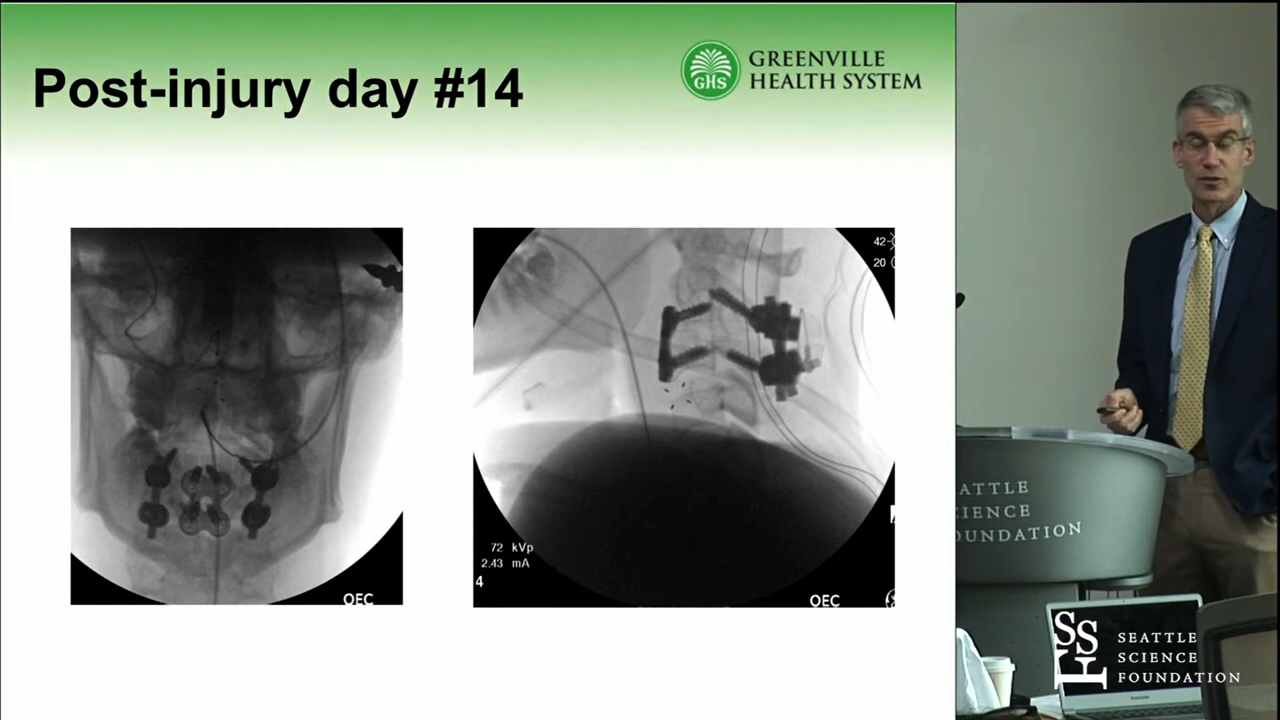 Post-injury day #14
GHS
GREENVILLE
HEALTH SYSTEM
42
20
72 kVp
2.43 mA
4
OEC
OEC
ATTLE
CIENCE
OUNDATION
SSF
SEATTLE
SCIENCE
FOUNDATION